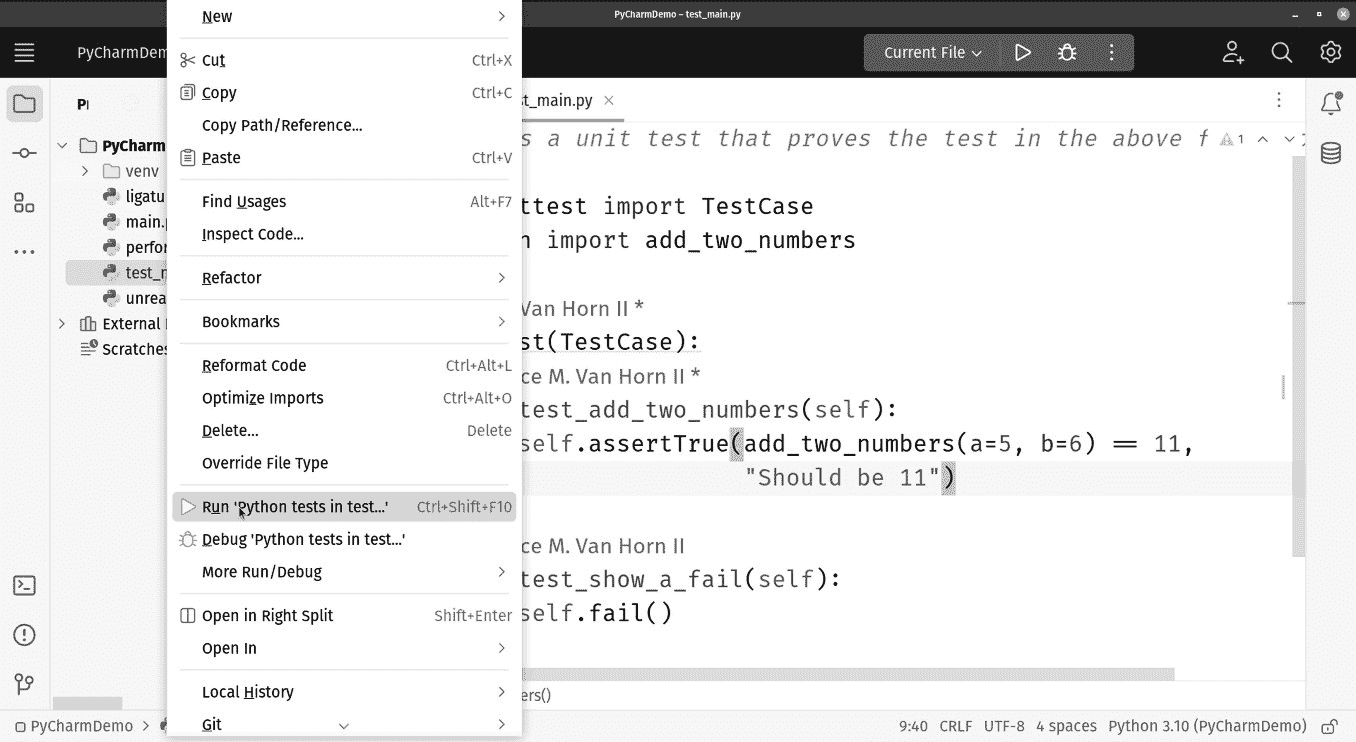 PyCharmDemo – test_main.py
PyCharmDem
Current File
New
Cut Ctrl+X
Copy Ctrl+C
Copy Path/Reference...
Paste Ctrl+V
Find Usages Alt+F7
Inspect Code...
Refactor
Bookmarks
Reformat Code Ctrl+Alt+L
Optimize Imports Ctrl+Alt+O
Delete... Delete
Override File Type
Run 'Python tests in test...' Ctrl+Shift+F10
Debug 'Python tests in test...'
More Run/Debug
Open in Right Split Shift+Enter
Open In
Local History
Git
PyCharm
venv
ligatu
main.p
perfor
test_m
unrea
External
Scratches
t_main.py
s a unit test that proves the test in the above f
1
ttest import TestCase
n import add_two_numbers
Van Horn II *
st(TestCase):
ce M. Van Horn II *
test_add_two_numbers(self):
self.assertTrue(add_two_numbers(a=5, b=6) == 11,
"Should be 11")
ce M. Van Horn II
test_show_a_fail(self):
self.fail()
ers()
PyCharmDemo
9:40 CRLF UTF-8 4 spaces Python 3.10 (PyCharmDemo)